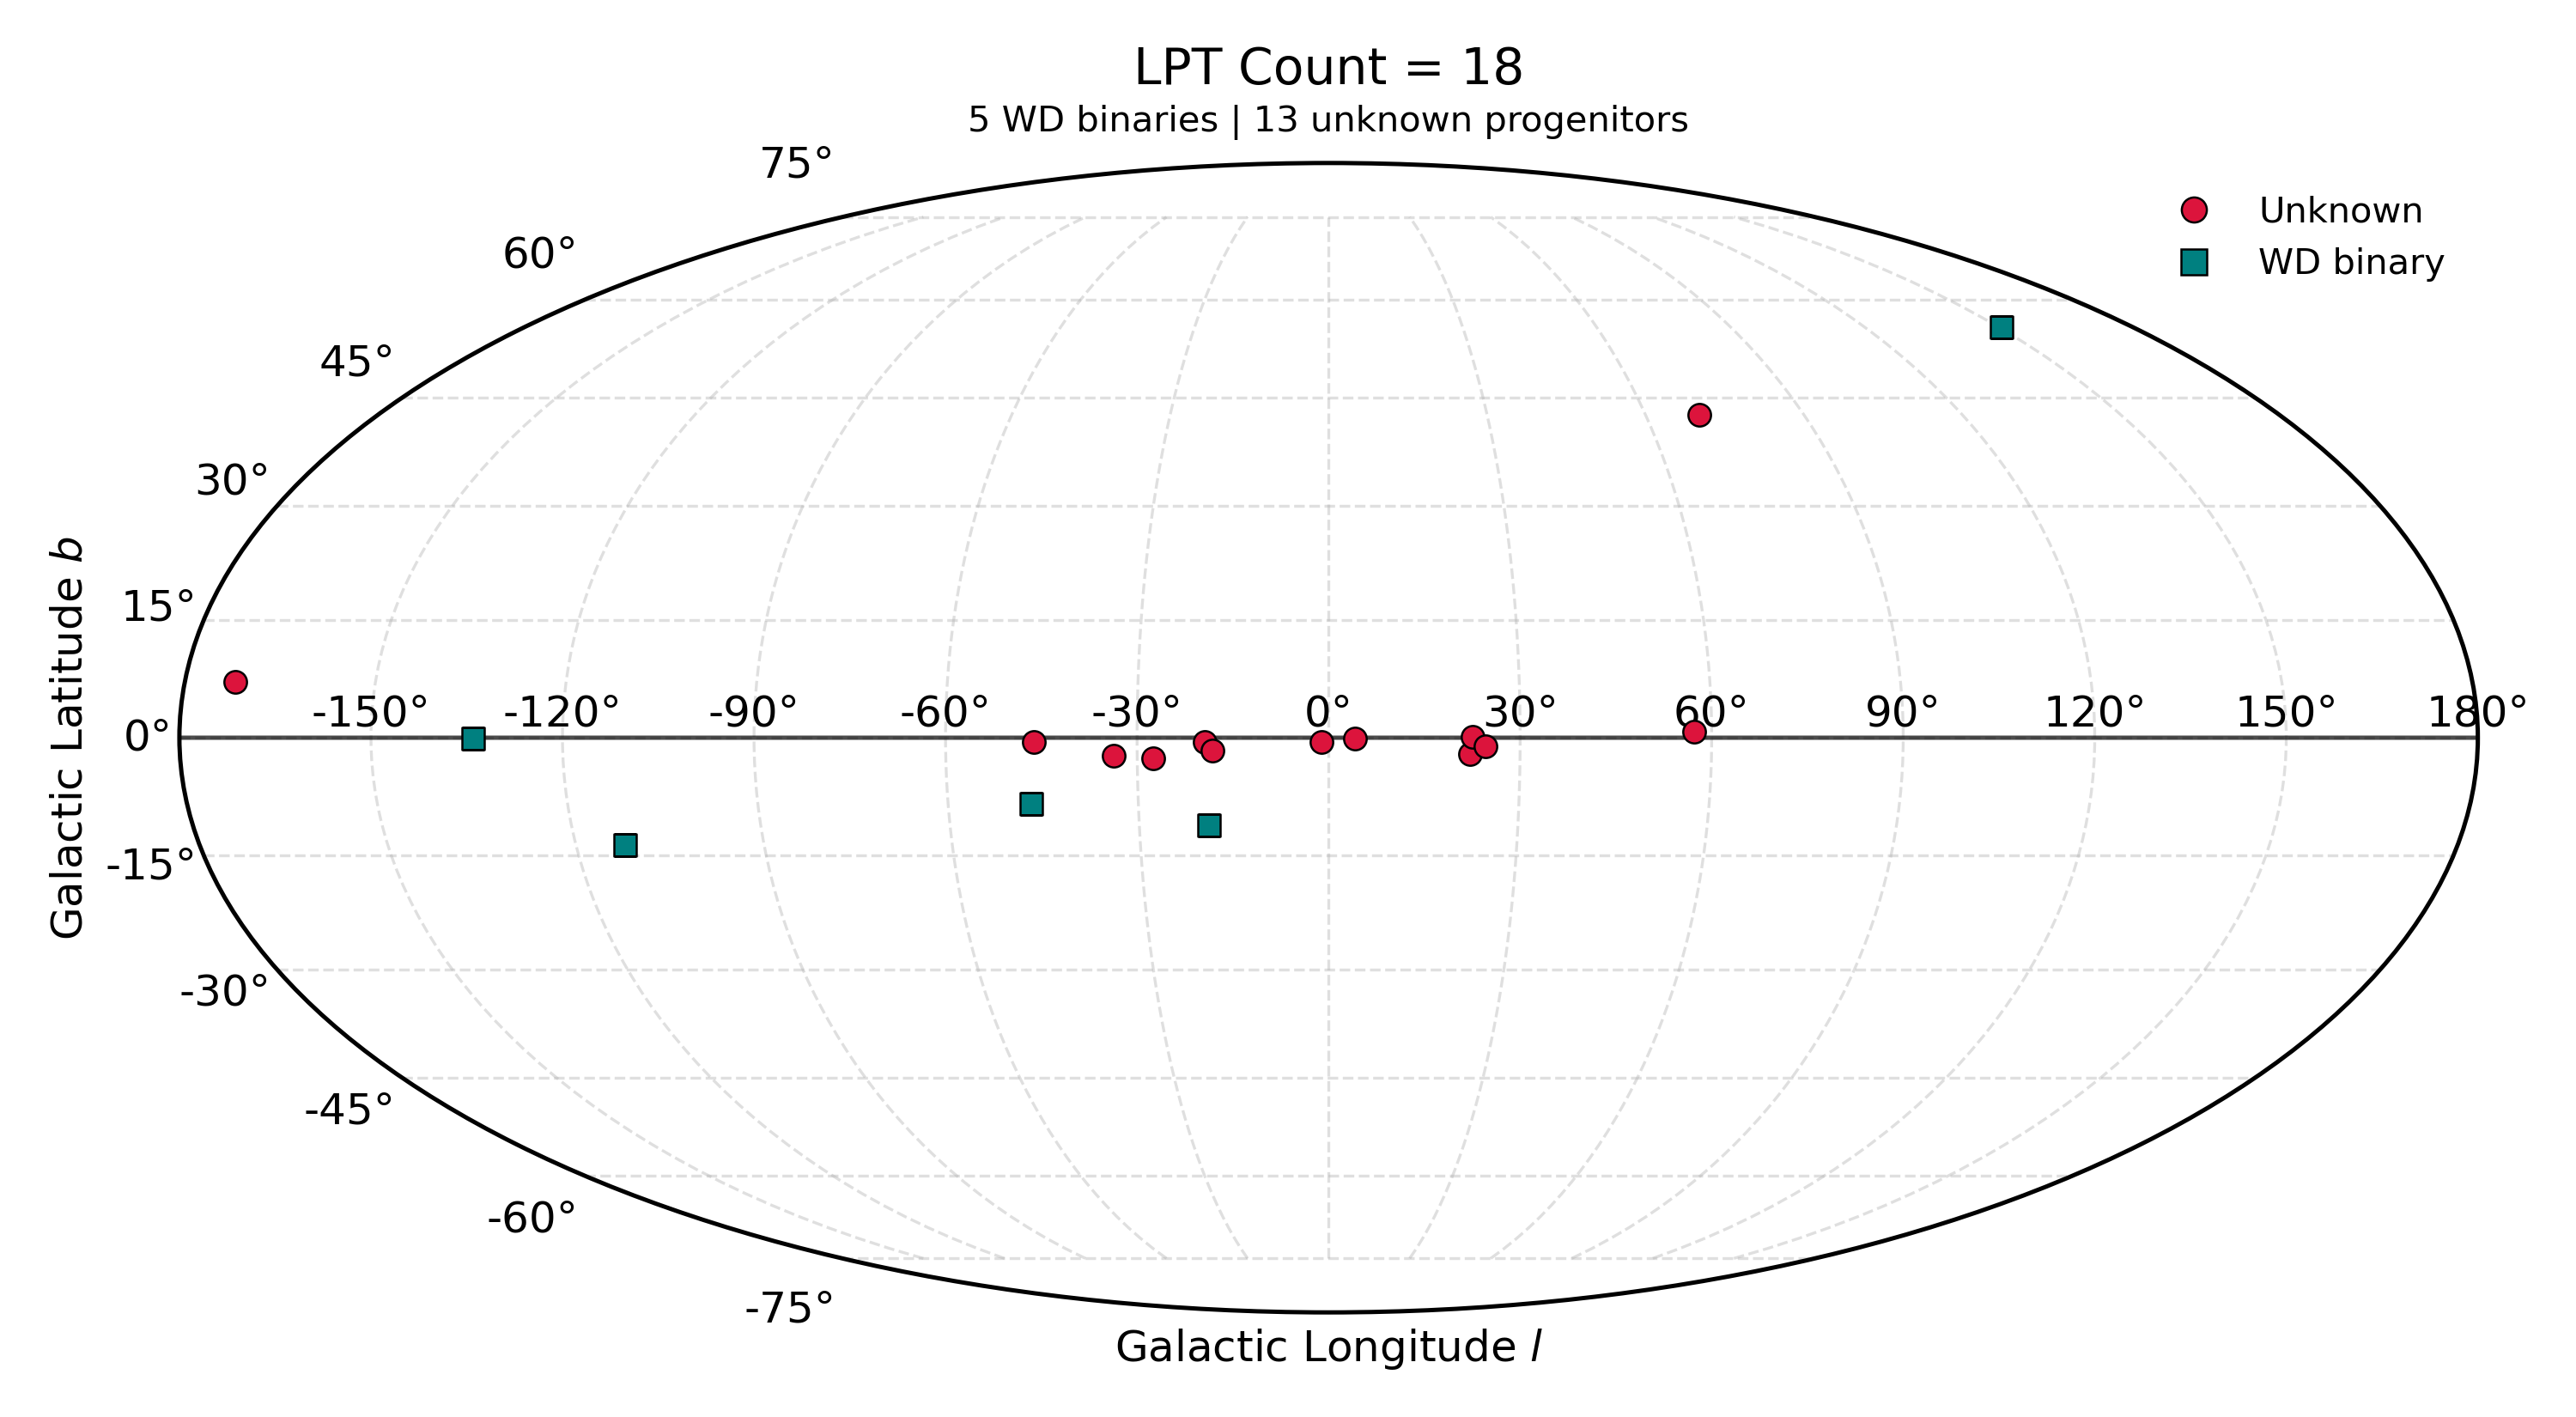 LPT Count = 18
5 WD binaries | 13 unknown progenitors
75°
Unknown
60°
WD binary
45°
30°
15°
-150° -120° -90° -60° -30° 0° 30° 60° 90° 120° 150° 180°
0°
-15°
-30°
-45°
-60°
-75°
Galactic Latitude b
Galactic Longitude l